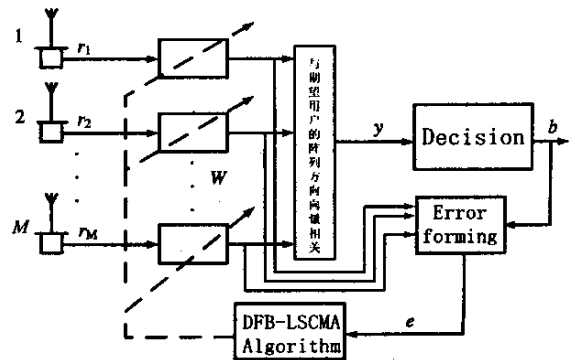 1
r1
2
r2
M
rM
W
与期望用户的阵列方向向量相关
y
Decision
b
Error
forming
e
DFB-LSCMA
Algorithm